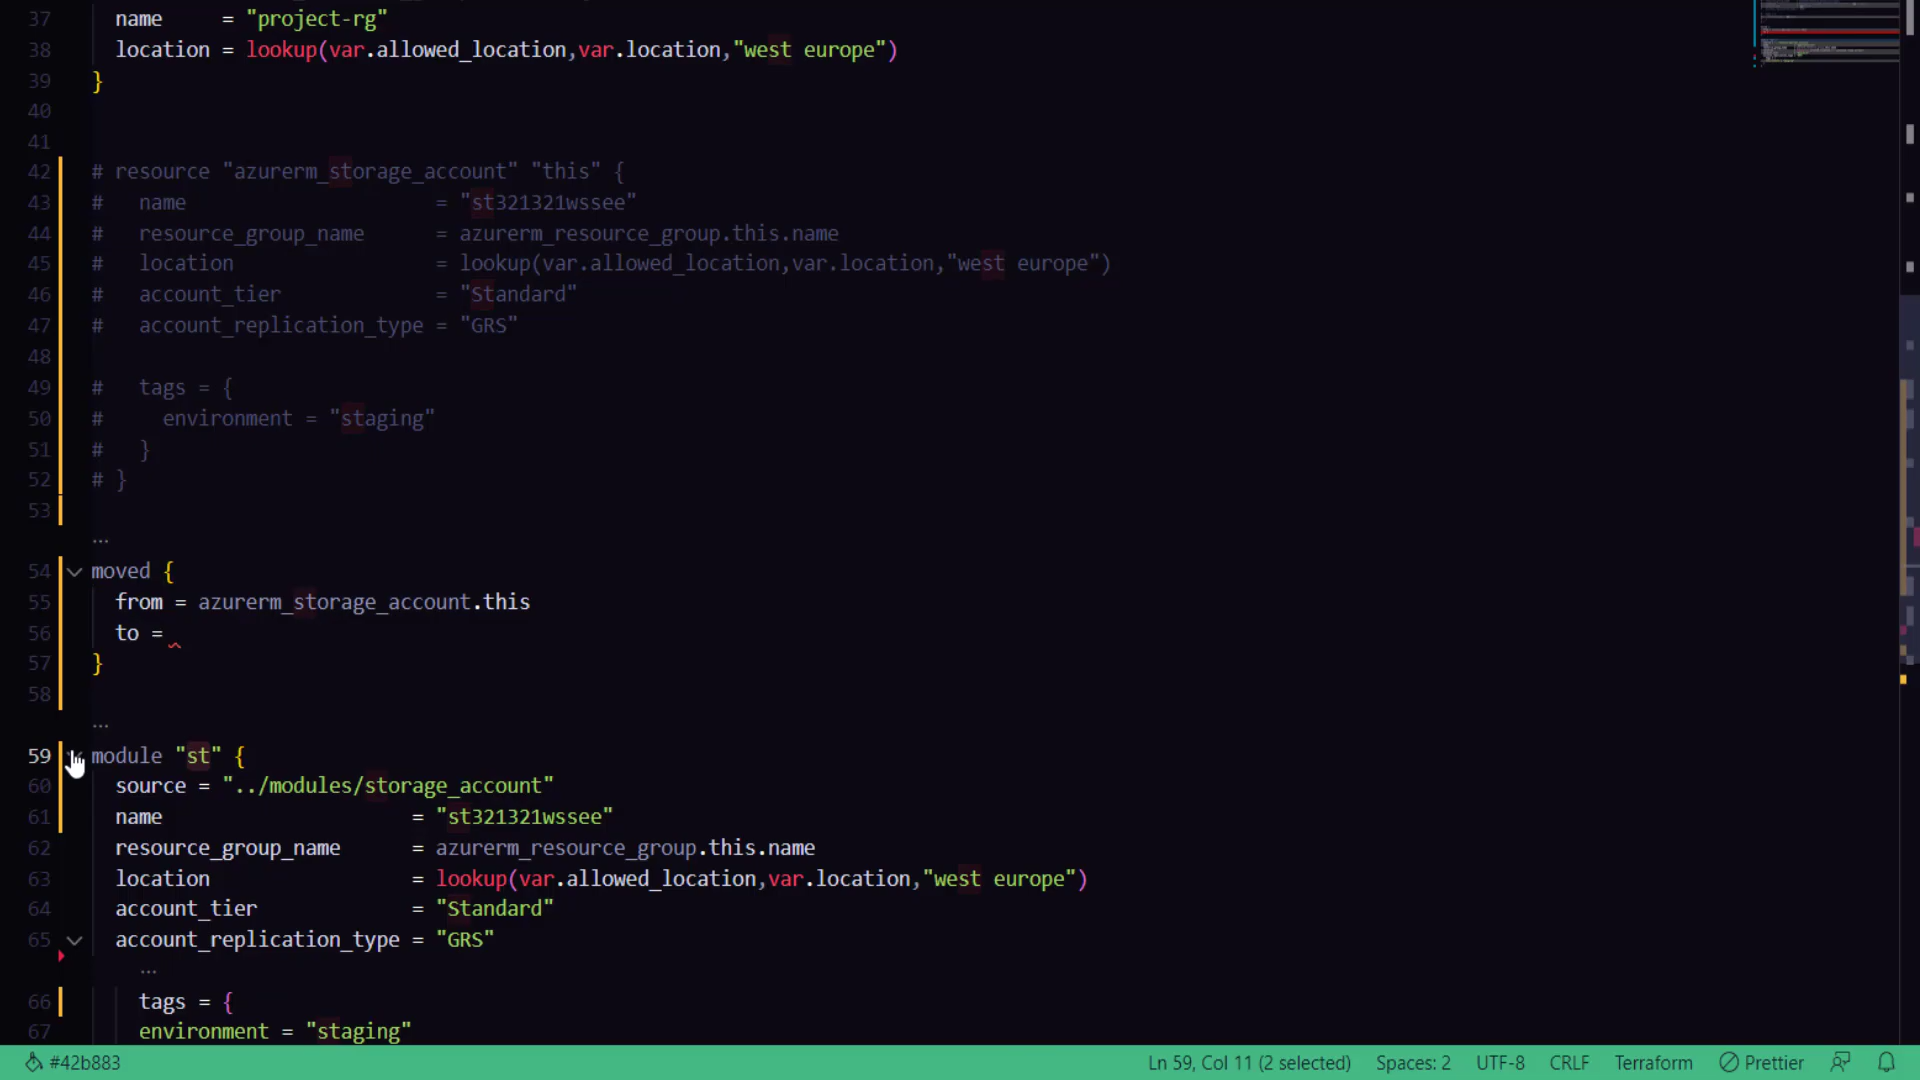 37 name = "project-rg"
38 location = lookup(var.allowed_location,var.location,"west europe")
39 }
40
41
42 # resource "azurerm_storage_account" "this" {
43 # name = "st321321wssee"
44 # resource_group_name = azurerm_resource_group.this.name
45 # location = lookup(var.allowed_location,var.location,"west europe")
46 # account_tier = "Standard"
47 # account_replication_type = "GRS"
48
49 # tags = {
50 # environment = "staging"
51 # }
52 # }
53
...
54 moved {
55 from = azurerm_storage_account.this
56 to =
57 }
58
...
59 module "st" {
60 source = "../modules/storage_account"
61 name = "st321321wssee"
62 resource_group_name = azurerm_resource_group.this.name
63 location = lookup(var.allowed_location,var.location,"west europe")
64 account_tier = "Standard"
65 account_replication_type = "GRS"
...
66 tags = {
67 environment = "staging"
#42b883 Ln 59, Col 11 (2 selected) Spaces: 2 UTF-8 CRLF Terraform Prettier